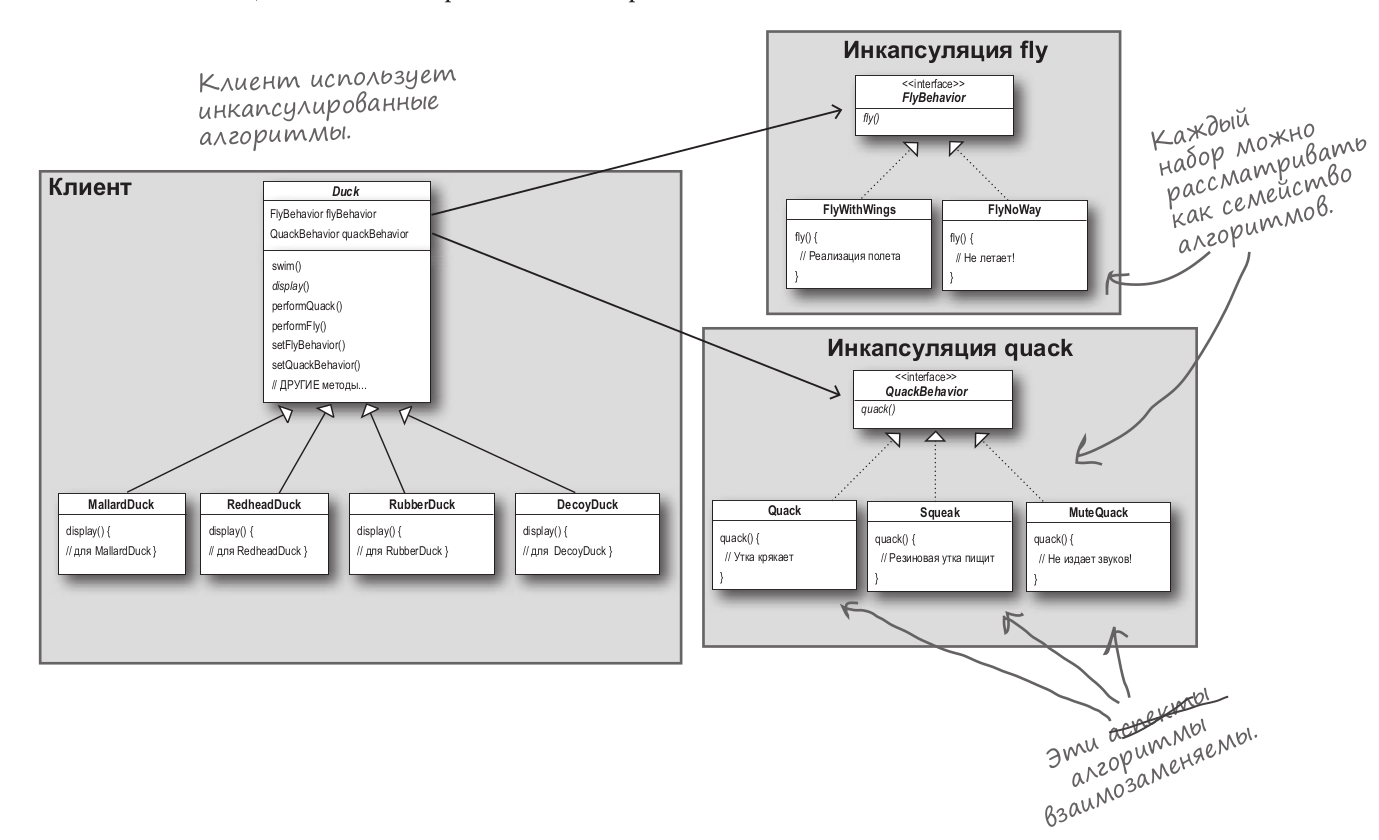 Клиент использует
инкапсулированные
алгоритмы.
Клиент
Duck
FlyBehavior flyBehavior
QuackBehavior quackBehavior
swim()
display()
performQuack()
performFly()
setFlyBehavior()
setQuackBehavior()
// ДРУГИЕ методы...
MallardDuck
display() {
// для MallardDuck }
RedheadDuck
display() {
// для RedheadDuck }
RubberDuck
display() {
// для RubberDuck }
DecoyDuck
display() {
// для DecoyDuck }
Инкапсуляция fly
<<interface>>
FlyBehavior
fly()
FlyWithWings
fly() {
// Реализация полета
}
FlyNoWay
fly() {
// Не летает!
}
Каждый
набор можно
рассматривать
как семейство
алгоритмов.
Инкапсуляция quack
<<interface>>
QuackBehavior
quack()
Quack
quack() {
// Утка крякает
}
Squeak
quack() {
// Резиновая утка пищит
}
MuteQuack
quack() {
// Не издает звуков!
}
Эти аспекты
алгоритмы
взаимозаменяемы.